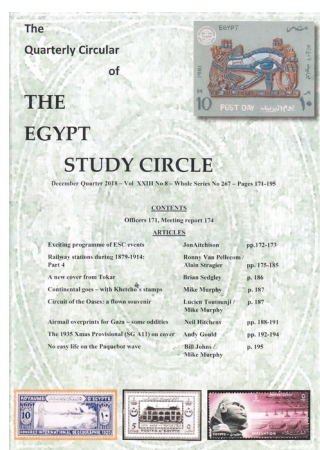 The
Quarterly Circular
of
THE
EGYPT
STUDY CIRCLE
EGYPT
10
POST DAY
December Quarter 2018 – Vol XXIII No.8 – Whole Series No 267 – Pages 171-195
CONTENTS
Officers 171, Meeting report 174
ARTICLES
Exciting programme of ESC events JonAitchison pp.172-173
Railway stations during 1879-1914: Ronny Van Pellecom /
Part 4 Alain Stragier pp. 175-185
A new cover from Tokar Brian Sedgley p. 186
Continental goes – with Khetcho's stamps Mike Murphy p. 187
Circuit of the Oases: a flown souvenir Lucien Toutounji / p. 187
Mike Murphy
Airmail overprints for Gaza – some oddities Neil Hitchens pp. 188-191
The 1935 Xmas Provisional (SG A11) on cover Andy Gould pp. 192-194
No easy life on the Paquebot wave Bill Johns / p. 195
Mike Murphy